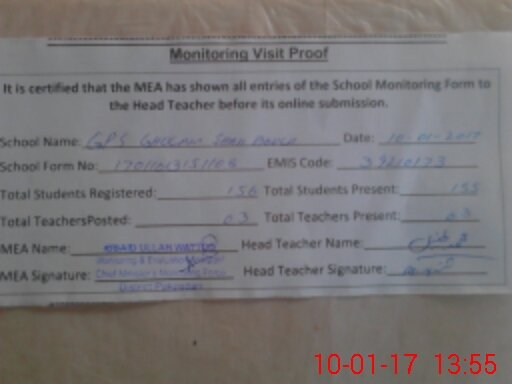 Monitoring Visit Proof
It is certified that the MEA has shown all entries of the School Monitoring Form to
the Head Teacher before its online submission.
School Name: GPS Date: 10-01-2017
School Form No: EMIS Code:
Total Students Registered: 156 Total Students Present: 155
Total TeachersPosted: 03 Total Teachers Present: 03
MEA Name: Head Teacher Name:
MEA Signature: Head Teacher Signature:
10-01-17 13:55